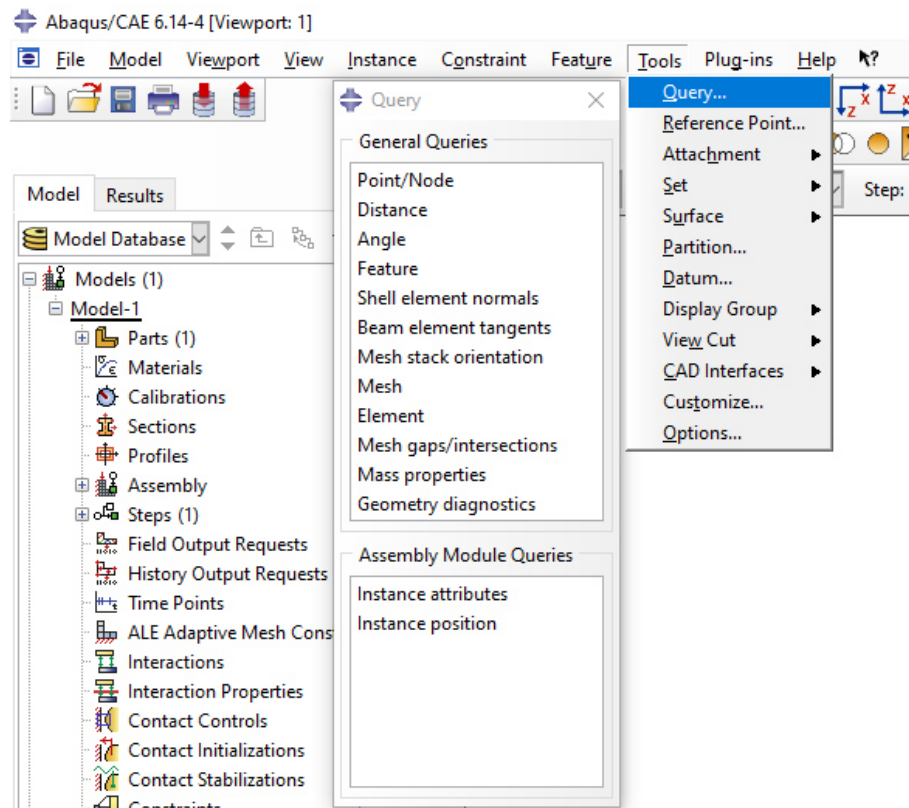 Abaqus/CAE 6.14-4 [Viewport: 1]
File Model Viewport View Instance Constraint Feature Tools Plug-ins Help ?
Query
Query...
Reference Point...
Attachment
Set
Surface
Partition...
Datum...
Display Group
View Cut
CAD Interfaces
Customize...
Options...
Z X Z X
Step:
General Queries
Point/Node
Distance
Angle
Feature
Shell element normals
Beam element tangents
Mesh stack orientation
Mesh
Element
Mesh gaps/intersections
Mass properties
Geometry diagnostics
Assembly Module Queries
Instance attributes
Instance position
Model Results
Model Database
Models (1)
Model-1
Parts (1)
Materials
Calibrations
Sections
Profiles
Assembly
Steps (1)
Field Output Requests
History Output Requests
Time Points
ALE Adaptive Mesh Cons
Interactions
Interaction Properties
Contact Controls
Contact Initializations
Contact Stabilizations
Constraints